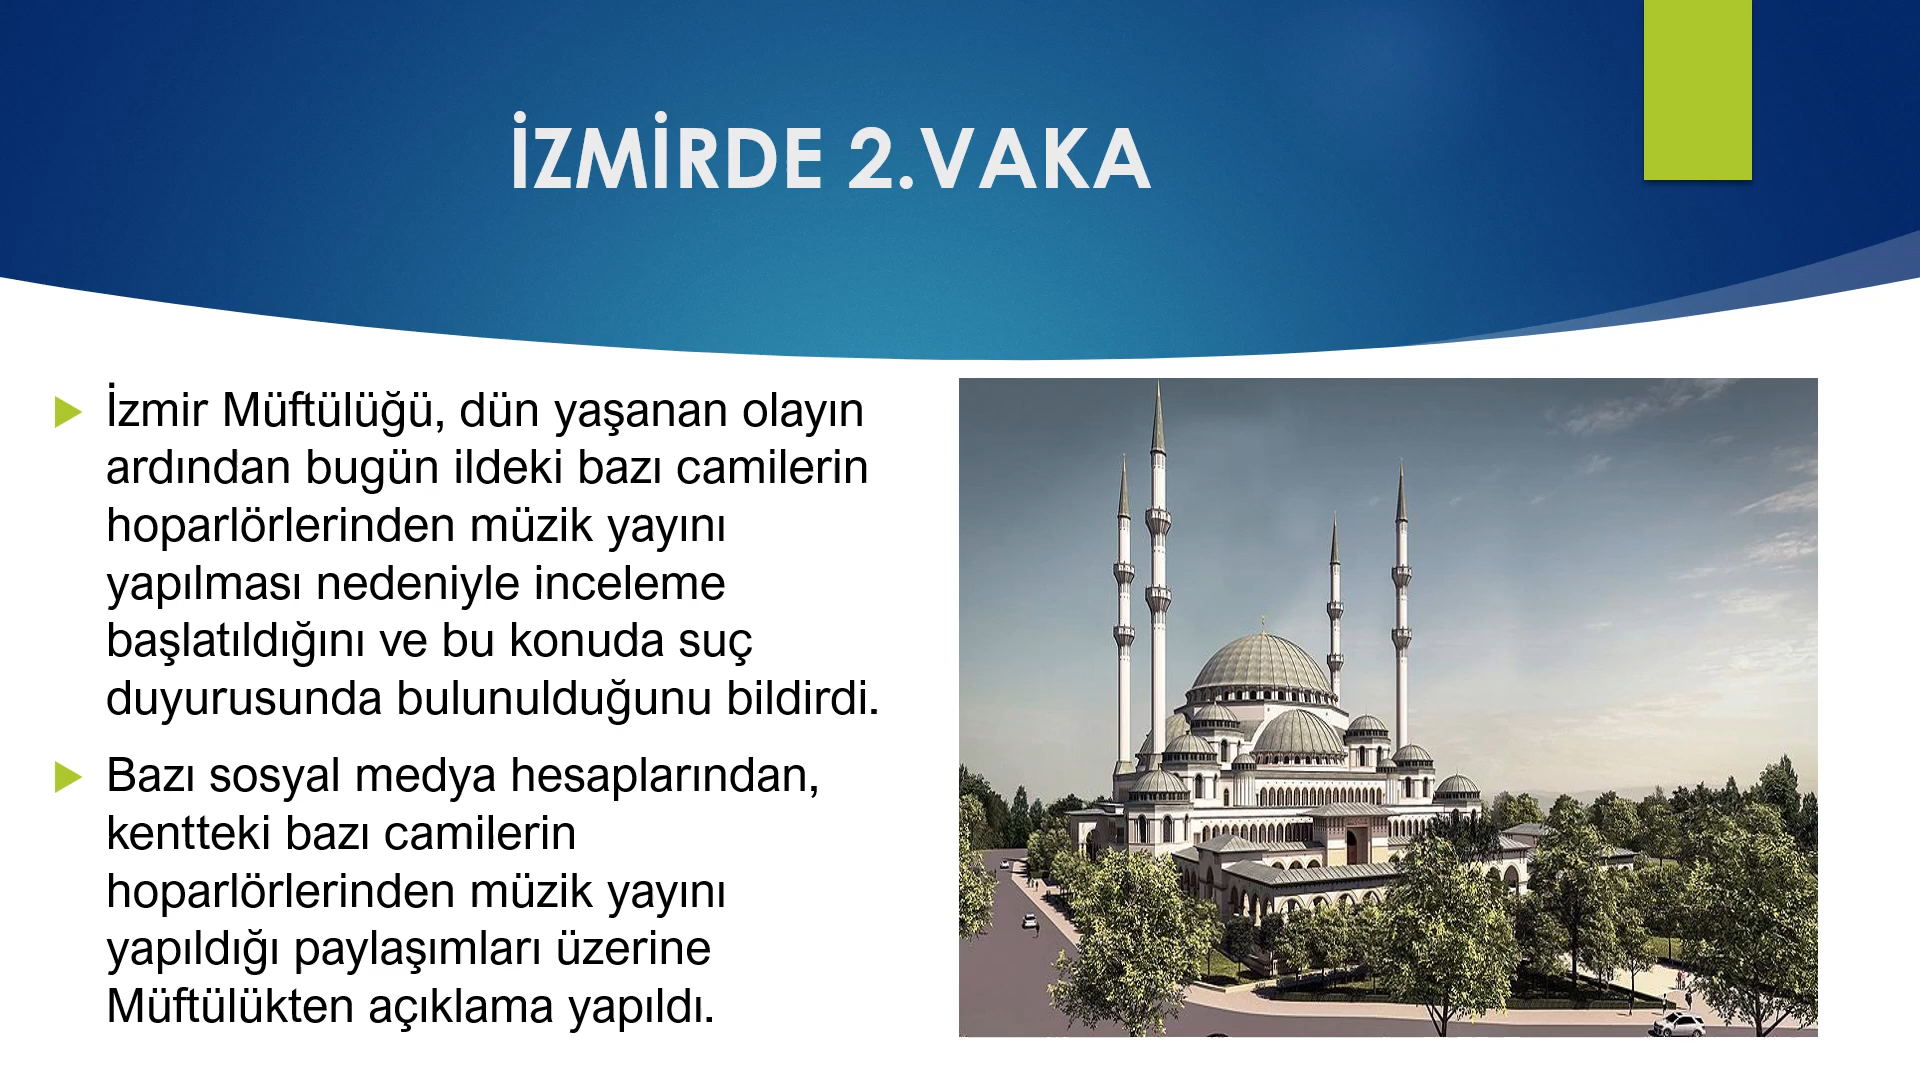 İZMİRDE 2.VAKA
İzmir Müftülüğü, dün yaşanan olayın
ardından bugün ildeki bazı camilerin
hoparlörlerinden müzik yayını
yapılması nedeniyle inceleme
başlatıldığını ve bu konuda suç
duyurusunda bulunulduğunu bildirdi.
Bazı sosyal medya hesaplarından,
kentteki bazı camilerin
hoparlörlerinden müzik yayını
yapıldığı paylaşımları üzerine
Müftülükten açıklama yapıldı.